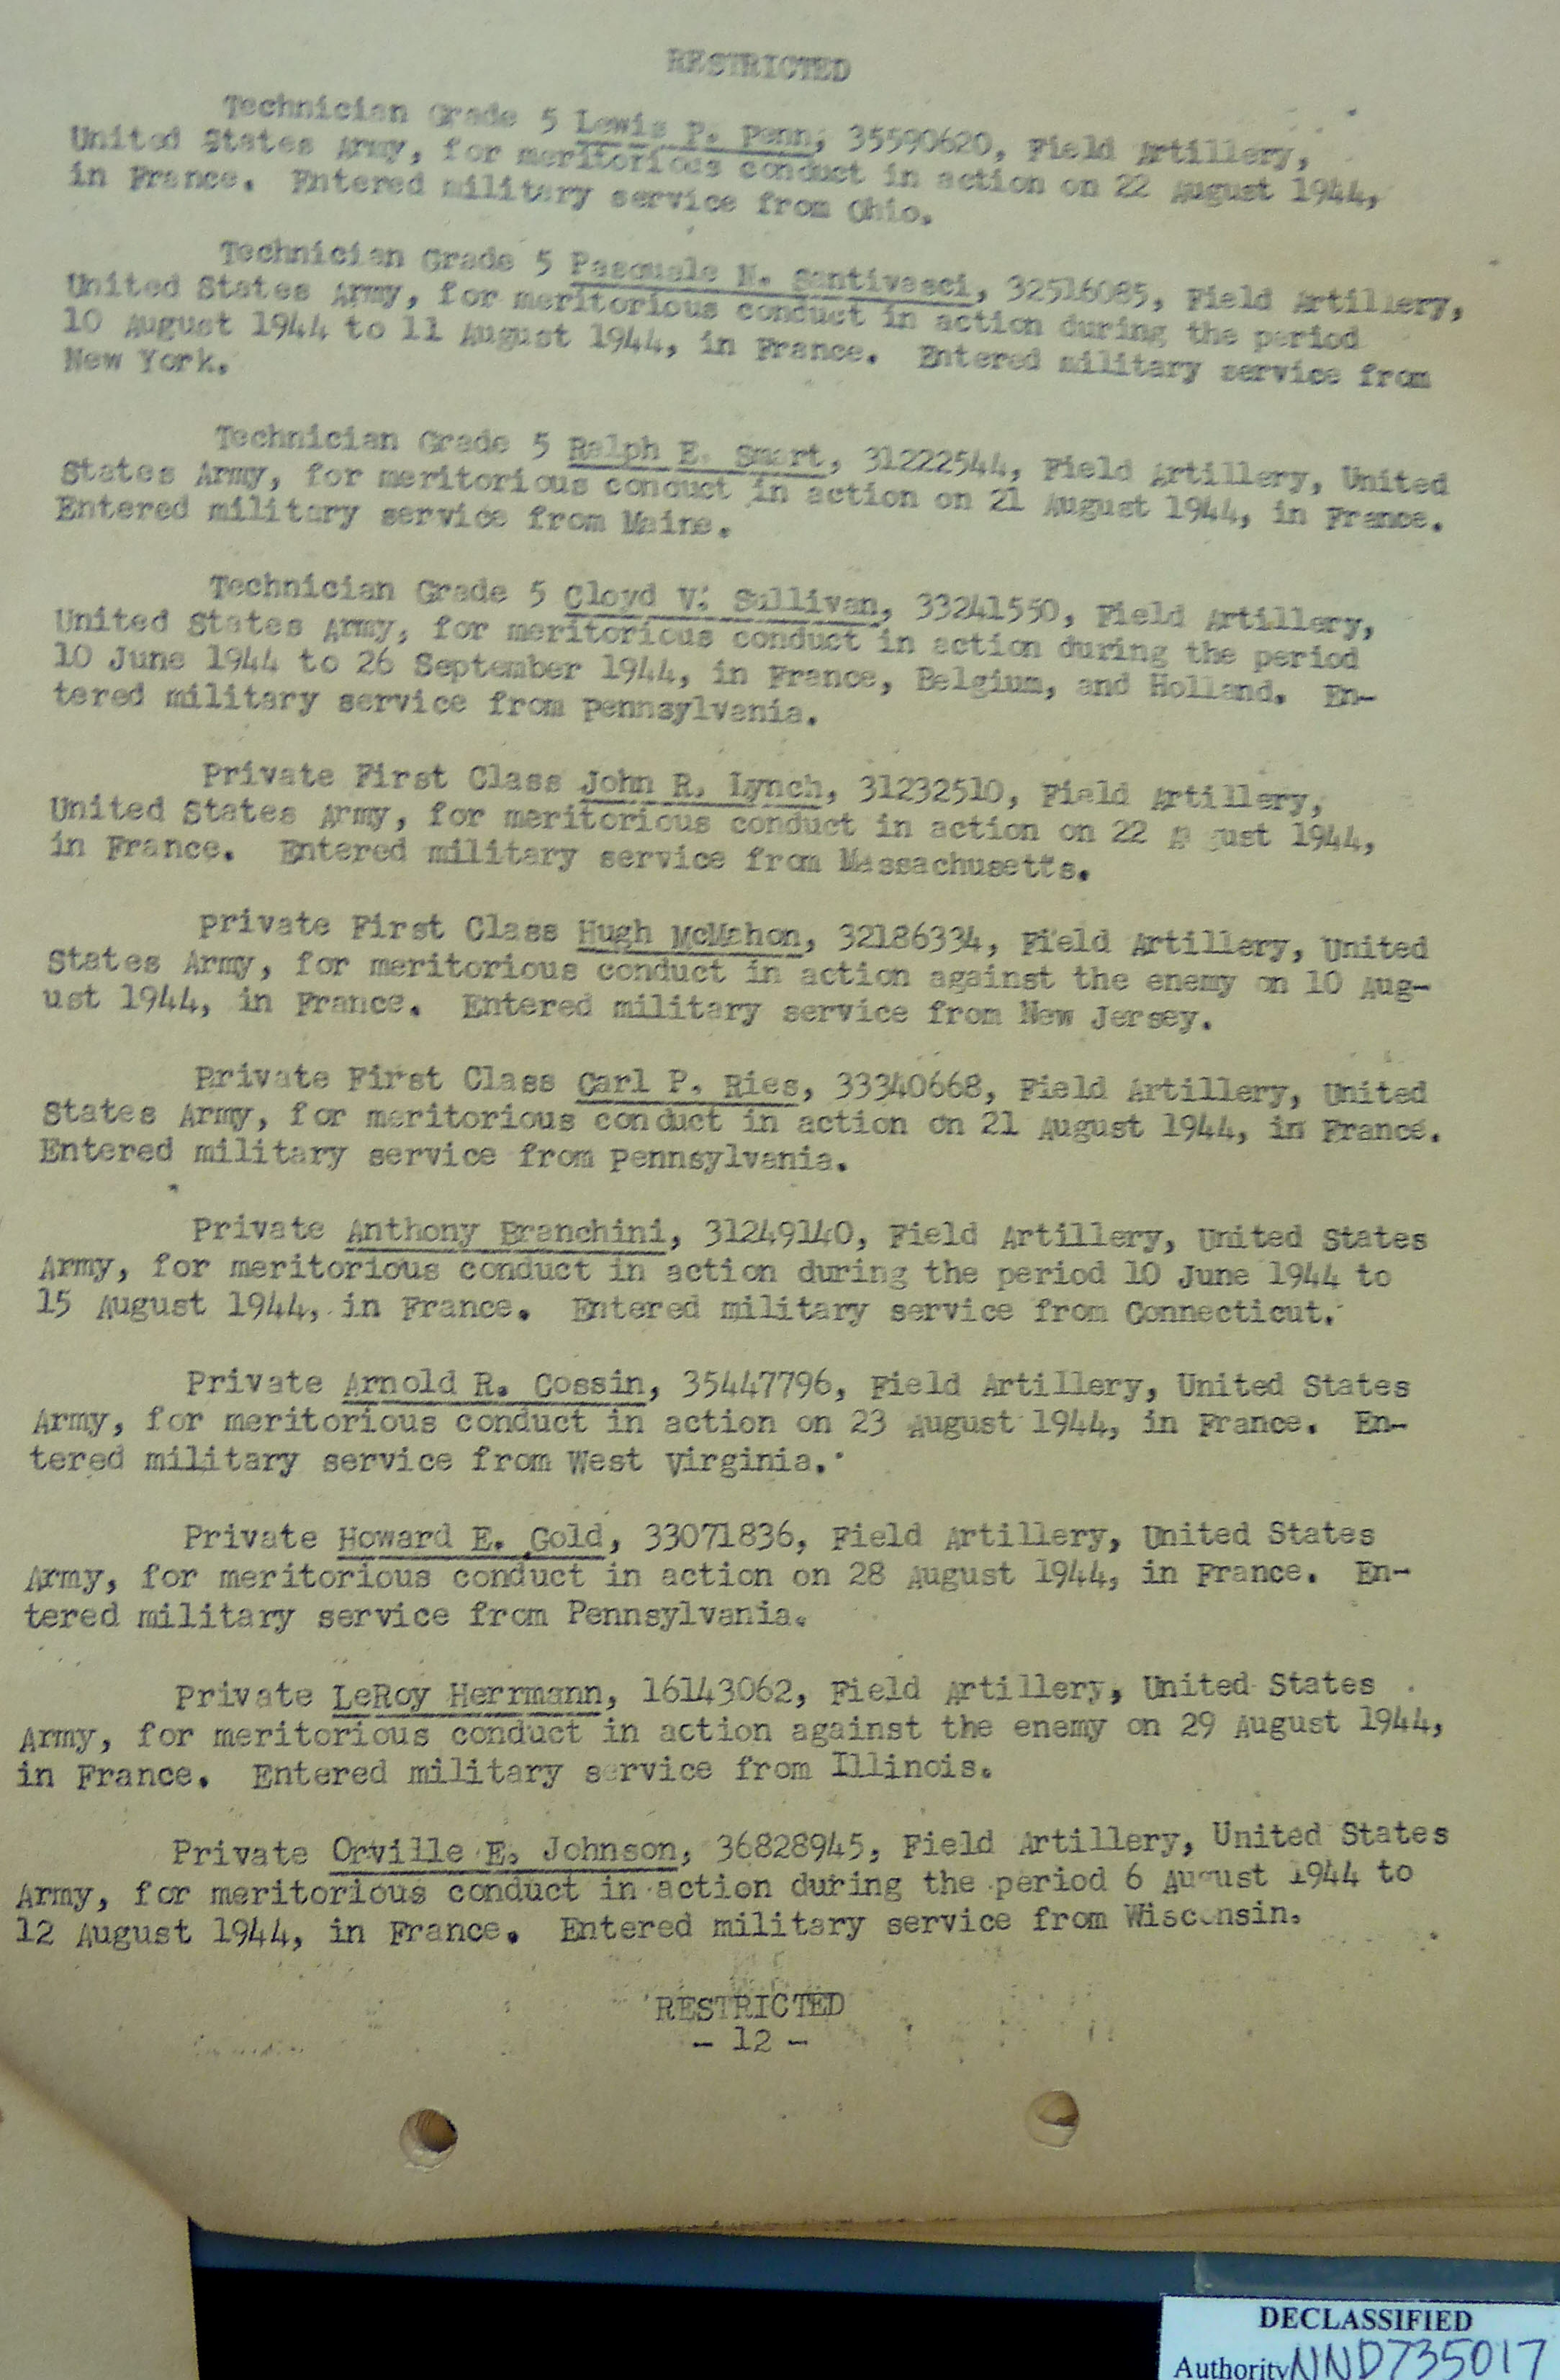 RESTRICTED
Technician Grade 5 Lewis P. Penn, 35590620, Field Artillery,
United States Army, for meritorious conduct in action on 22 August 1944,
in France. Entered military service from Ohio.
Technician Grade 5 Pasquale N. Santivasci, 32516085, Field Artillery,
United States Army, for meritorious conduct in action during the period
10 August 1944 to 11 August 1944, in France. Entered military service from
New York.
Technician Grade 5 Ralph E. Smart, 31222544, Field Artillery, United
States Army, for meritorious conduct in action on 21 August 1944, in France.
Entered military service from Maine.
Technician Grade 5 Cloyd V. Sullivan, 33241550, Field Artillery,
United States Army, for meritorious conduct in action during the period
10 June 1944 to 26 September 1944, in France, Belgium, and Holland. En-
tered military service from Pennsylvania.
Private First Class John R. Lynch, 31232510, Field Artillery,
United States Army, for meritorious conduct in action on 22 August 1944,
in France. Entered military service from Massachusetts.
Private First Class Hugh McMahon, 32186334, Field Artillery, United
States Army, for meritorious conduct in action against the enemy on 10 Aug-
ust 1944, in France. Entered military service from New Jersey.
Private First Class Carl P. Ries, 33340668, Field Artillery, United
States Army, for meritorious conduct in action on 21 August 1944, in France.
Entered military service from Pennsylvania.
Private Anthony Branchini, 31249140, Field Artillery, United States
Army, for meritorious conduct in action during the period 10 June 1944 to
15 August 1944, in France. Entered military service from Connecticut.
Private Arnold R. Cossin, 35447796, Field Artillery, United States
Army, for meritorious conduct in action on 23 August 1944, in France. En-
tered military service from West Virginia.
Private Howard E. Gold, 33071836, Field Artillery, United States
Army, for meritorious conduct in action on 28 August 1944, in France. En-
tered military service from Pennsylvania.
Private LeRoy Herrmann, 16143062, Field Artillery, United States
Army, for meritorious conduct in action against the enemy on 29 August 1944,
in France. Entered military service from Illinois.
Private Orville E. Johnson, 36828945, Field Artillery, United States
Army, for meritorious conduct in action during the period 6 August 1944 to
12 August 1944, in France. Entered military service from Wisconsin.
RESTRICTED
- 12 -
DECLASSIFIED
Authority NND735017